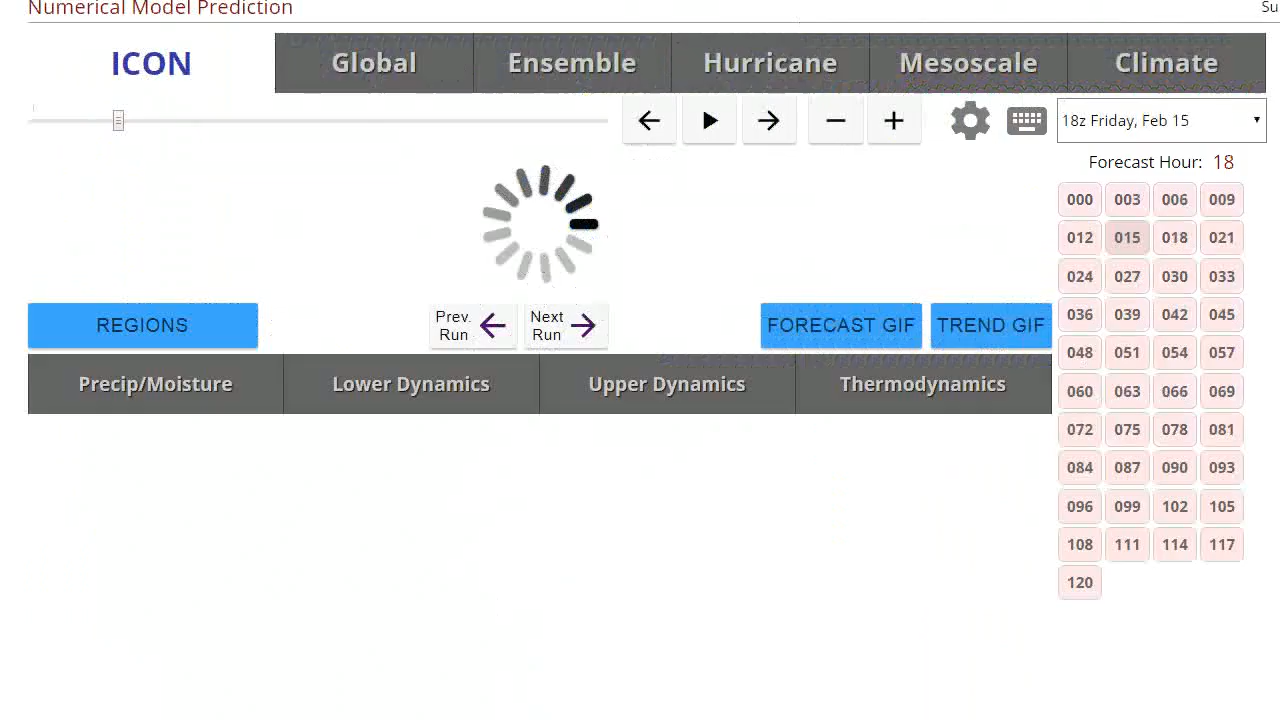 Numerical Model Prediction
Su
ICON Global Ensemble Hurricane Mesoscale Climate
18z Friday, Feb 15
Forecast Hour: 18
000 003 006 009
012 015 018 021
024 027 030 033
036 039 042 045
048 051 054 057
060 063 066 069
072 075 078 081
084 087 090 093
096 099 102 105
108 111 114 117
120
REGIONS
Prev.
Run
Next
Run
FORECAST GIF
TREND GIF
Precip/Moisture Lower Dynamics Upper Dynamics Thermodynamics